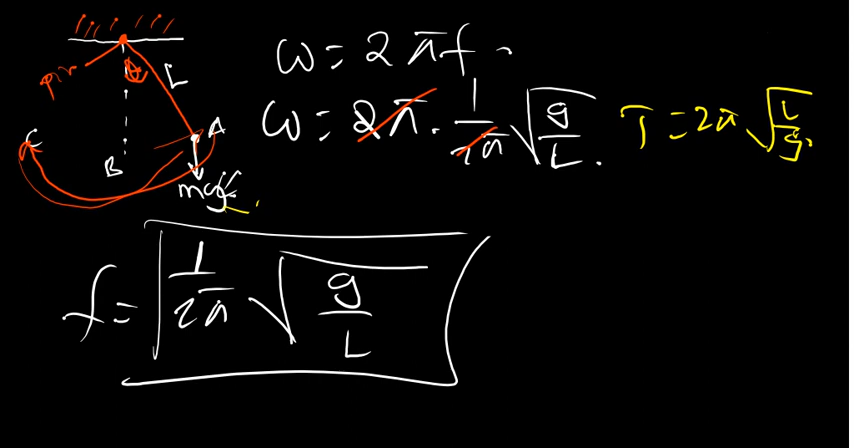 ω = 2πf
ω = 2π · 1/2π √g/L .
T = 2π √L/g
θ
L
C
A
B
mg
f = 1/2π √g/L